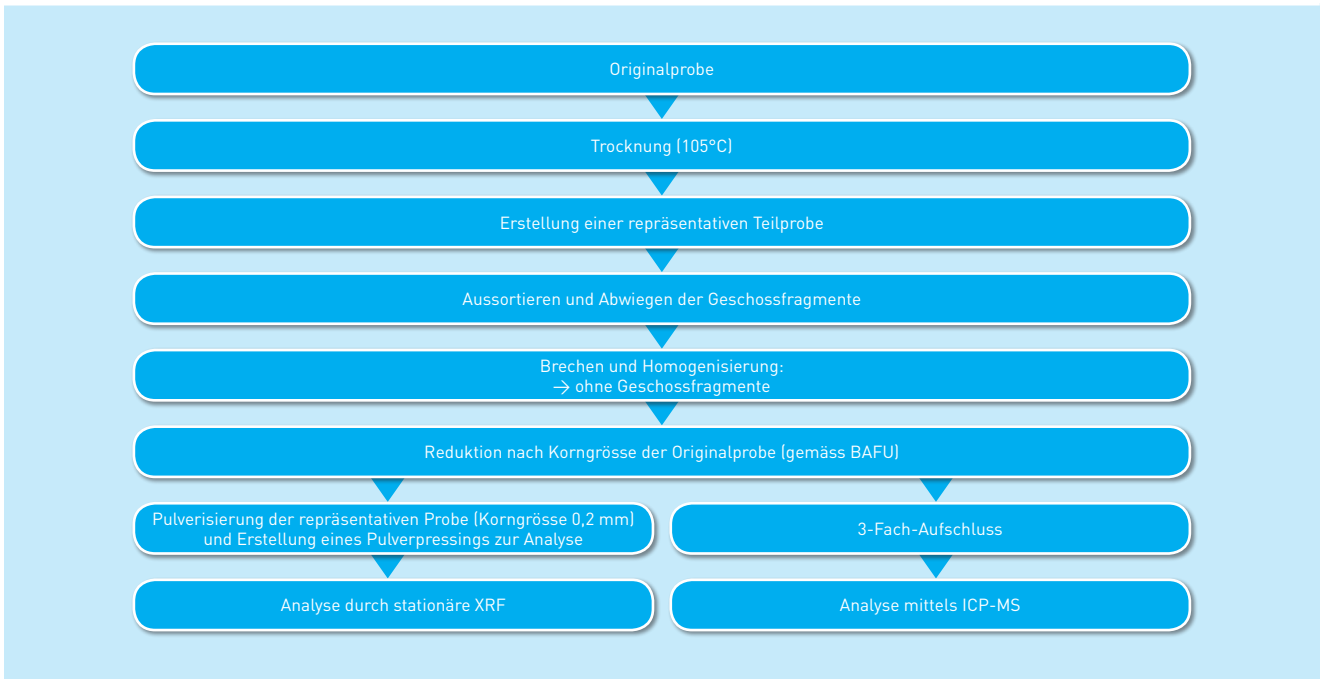 Originalprobe
Trocknung (105°C)
Erstellung einer repräsentativen Teilprobe
Aussortieren und Abwiegen der Geschossfragmente
Brechen und Homogenisierung:
→ ohne Geschossfragmente
Reduktion nach Korngrösse der Originalprobe (gemäss BAFU)
Pulverisierung der repräsentativen Probe (Korngrösse 0,2 mm)
und Erstellung eines Pulverpressings zur Analyse
3-Fach-Aufschluss
Analyse durch stationäre XRF
Analyse mittels ICP-MS